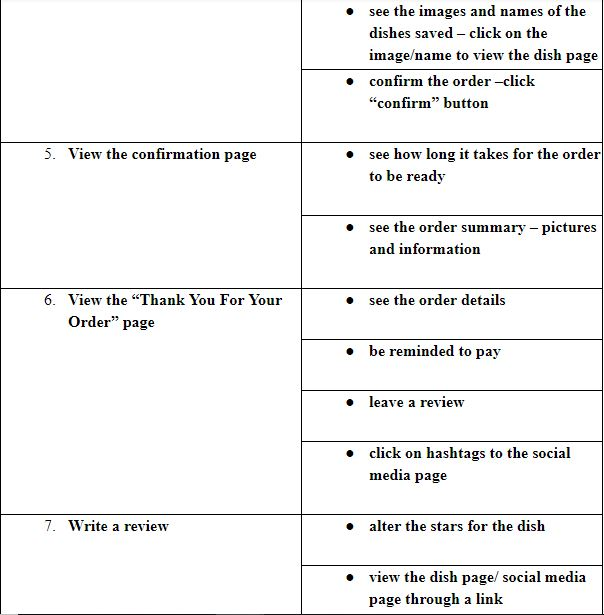 ● see the images and names of the
dishes saved – click on the
image/name to view the dish page
● confirm the order –click
“confirm” button
5. View the confirmation page
● see how long it takes for the order
to be ready
● see the order summary – pictures
and information
6. View the “Thank You For Your
Order” page
● see the order details
● be reminded to pay
● leave a review
● click on hashtags to the social
media page
7. Write a review
● alter the stars for the dish
● view the dish page/ social media
page through a link